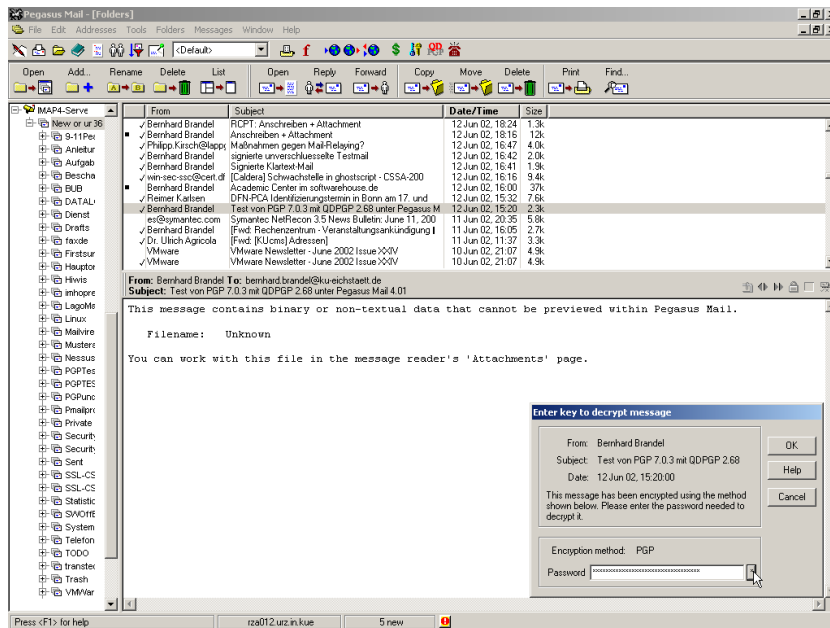 Pegasus Mail - [Folders]
File Edit Addresses Tools Folders Messages Window Help
<Default>
Open Add... Rename Delete List Open Reply Forward Copy Move Delete Print Find...
IMAP4-Serve
New or ur 36
9-11Pec
Anleitur
Aufgab
Bescha
BUB
DATAL
Dienst
Drafts
faxde
Firstsur
Hauptor
Hiwis
imhopre
LagoMa
Linux
Mailvire
Musters
Nessus
PGPTes
PGPTES
PGPunc
Pmailpro
Private
Security
Security
Sent
SSL-CS
SSL-CS
Statistic
SWOffE
System
Telefon
TODO
transtec
Trash
VMWar
From Subject Date/Time Size
Bernhard Brandel RCPT: Anschreiben + Attachment 12 Jun 02, 18:24 1.3k
Bernhard Brandel Anschreiben + Attachment 12 Jun 02, 18:16 12k
Philipp.Kirsch@lappy Maßnahmen gegen Mail-Relaying? 12 Jun 02, 16:47 4.0k
Bernhard Brandel signierte unverschluesselte Testmail 12 Jun 02, 16:42 2.0k
Bernhard Brandel Signierte Klartext-Mail 12 Jun 02, 16:41 1.9k
win-sec-ssc@cert.df [Caldera] Schwachstelle in ghostscript - CSSA-200 12 Jun 02, 16:16 9.4k
Bernhard Brandel Academic Center im softwarehouse.de 12 Jun 02, 16:00 37k
Reimer Karlsen DFN-PCA Identifizierungstermin in Bonn am 17. und 12 Jun 02, 15:32 7.6k
Bernhard Brandel Test von PGP 7.0.3 mit QDPGP 2.68 unter Pegasus M 12 Jun 02, 15:20 2.3k
es@symantec.com Symantec NetRecon 3.5 News Bulletin: June 11, 200 11 Jun 02, 20:35 5.8k
Bernhard Brandel [Fwd: Rechenzentrum - Veranstaltungsankündigung 11 Jun 02, 16:05 2.7k
Dr. Ulrich Agricola [Fwd: [KUcms] Adressen] 11 Jun 02, 11:37 3.3k
VMware VMware Newsletter - June 2002 Issue XXIV 10 Jun 02, 21:07 4.9k
VMware VMware Newsletter - June 2002 Issue XXIV 10 Jun 02, 21:07 4.9k
From: Bernhard Brandel To: bernhard.brandel@ku-eichstaett.de
Subject: Test von PGP 7.0.3 mit QDPGP 2.68 unter Pegasus Mail 4.01
This message contains binary or non-textual data that cannot be previewed within Pegasus Mail.
Filename: Unknown
You can work with this file in the message reader's 'Attachments' page.
Enter key to decrypt message
From: Bernhard Brandel
Subject: Test von PGP 7.0.3 mit QDPGP 2.68
Date: 12 Jun 02, 15:20:00
This message has been encrypted using the method
shown below. Please enter the password needed to
decrypt it.
Encryption method: PGP
Password
OK
Help
Cancel
Press <F1> for help rza012.urz.in.kue 5 new